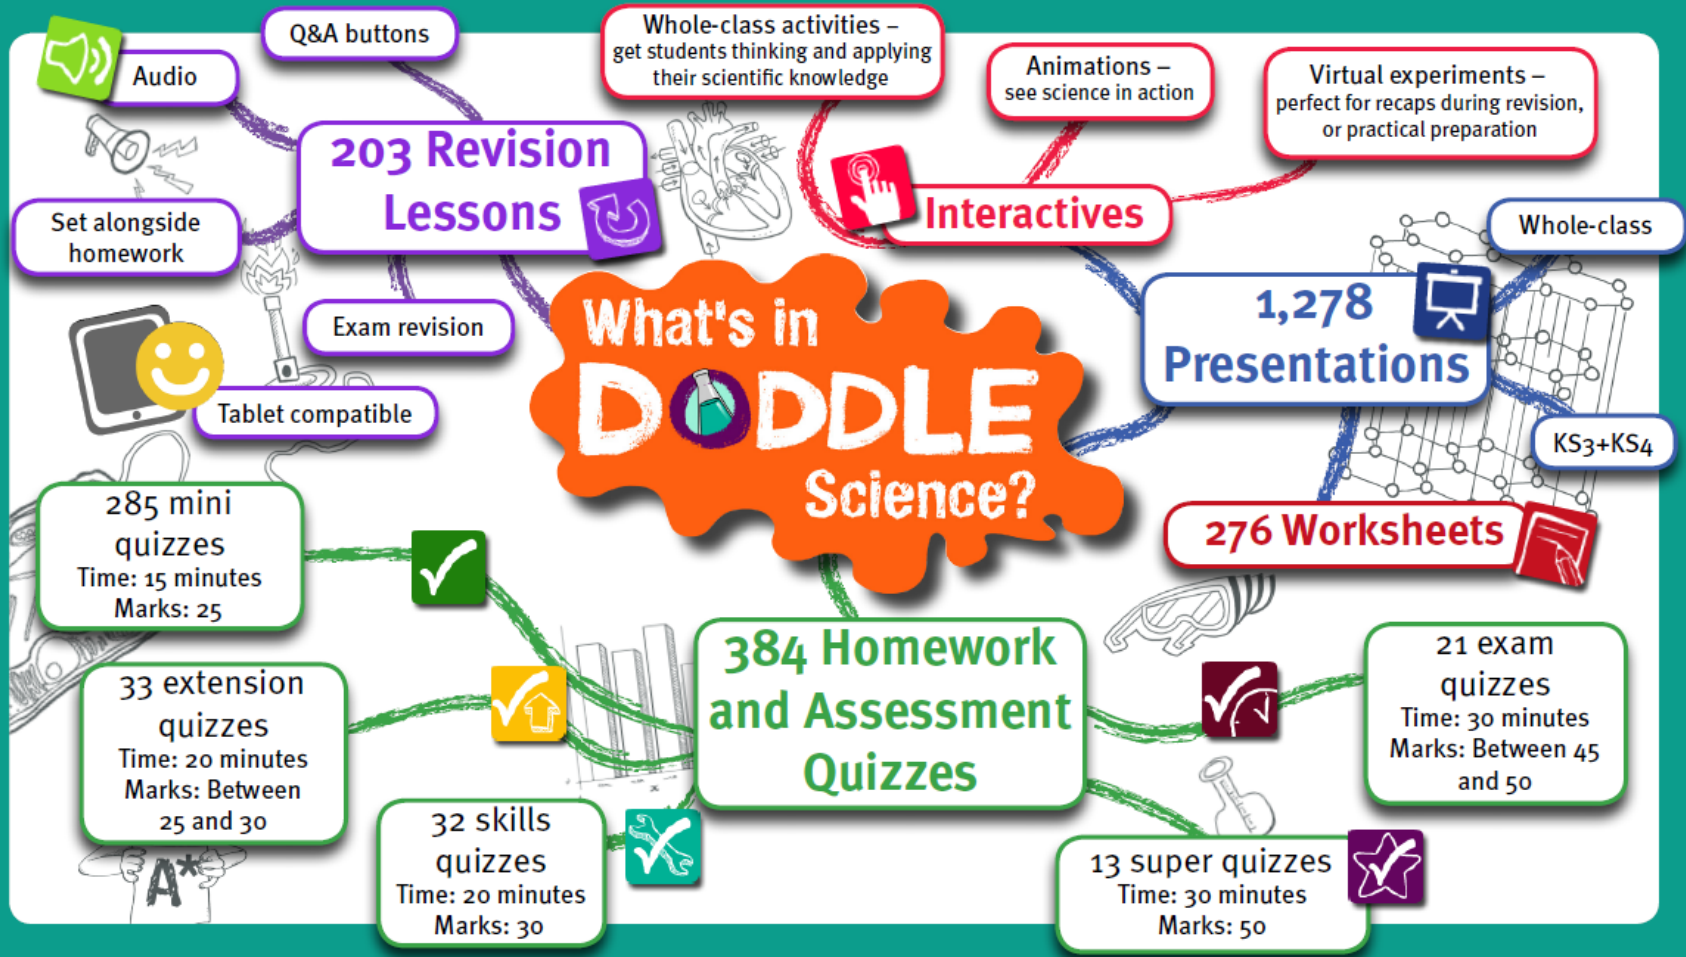 Q&A buttons
Audio
203 Revision
Lessons
Set alongside
homework
Exam revision
Tablet compatible
Whole-class activities –
get students thinking and applying
their scientific knowledge
Animations –
see science in action
Virtual experiments –
perfect for recaps during revision,
or practical preparation
Interactives
Whole-class
1,278
Presentations
KS3+KS4
276 Worksheets
What's in
DODDLE
Science?
285 mini
quizzes
Time: 15 minutes
Marks: 25
33 extension
quizzes
Time: 20 minutes
Marks: Between
25 and 30
32 skills
quizzes
Time: 20 minutes
Marks: 30
384 Homework
and Assessment
Quizzes
21 exam
quizzes
Time: 30 minutes
Marks: Between 45
and 50
13 super quizzes
Time: 30 minutes
Marks: 50
A*